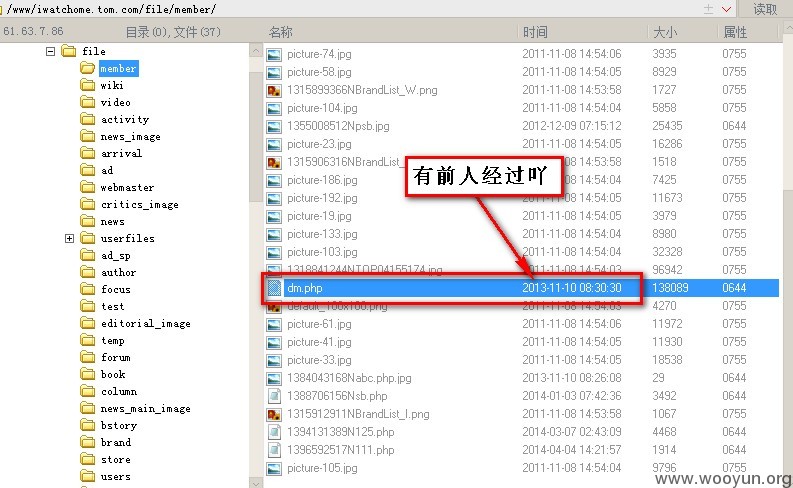 /www/iwatchome.tom.com/file/member/ 读取
61.63.7.86 目录(0),文件(37) 名称 时间 大小 属性
file
member
wiki
video
activity
news_image
arrival
ad
webmaster
critics_image
news
userfiles
ad_sp
author
focus
test
editorial_image
temp
forum
book
column
news_main_image
bstory
brand
store
users
picture-74.jpg 2011-11-08 14:54:06 3935 0755
picture-58.jpg 2011-11-08 14:54:05 8929 0755
1315899366NBrandList_W.png 2011-11-08 14:53:58 1727 0755
picture-104.jpg 2011-11-08 14:54:04 5858 0755
1355008512Npsb.jpg 2012-12-09 07:15:12 25435 0644
picture-23.jpg 2011-11-08 14:54:05 16286 0755
1315906316NBrandList_ 2011-11-08 14:53:58 1518 0755
picture-186.jpg 2011-11-08 14:54:04 7425 0755
picture-192.jpg 2011-11-08 14:54:05 11673 0755
picture-19.jpg 2011-11-08 14:54:03 3979 0755
picture-133.jpg 2011-11-08 14:54:04 8980 0755
picture-103.jpg 2011-11-08 14:54:04 32328 0755
1318841244NTOP04155174.jpg 2011-11-08 14:54:03 96942 0755
dm.php 2013-11-10 08:30:30 138089 0644
default_100x100.png 2011-11-08 14:54:03 4270 0755
picture-61.jpg 2011-11-08 14:54:06 11972 0755
picture-41.jpg 2011-11-08 14:54:05 11930 0755
picture-33.jpg 2011-11-08 14:54:05 18538 0755
1384043168Nabc.php.jpg 2013-11-10 08:26:08 29 0644
1388706156Nsb.php 2014-01-03 07:42:36 3492 0644
1315912911NBrandList_I.png 2011-11-08 14:53:58 1067 0755
1394131389N125.php 2014-03-07 02:43:09 4468 0644
1396592517N111.php 2014-04-04 14:21:57 1914 0644
picture-105.jpg 2011-11-08 14:54:04 9796 0755
有前人经过吖
www.wooyun.org